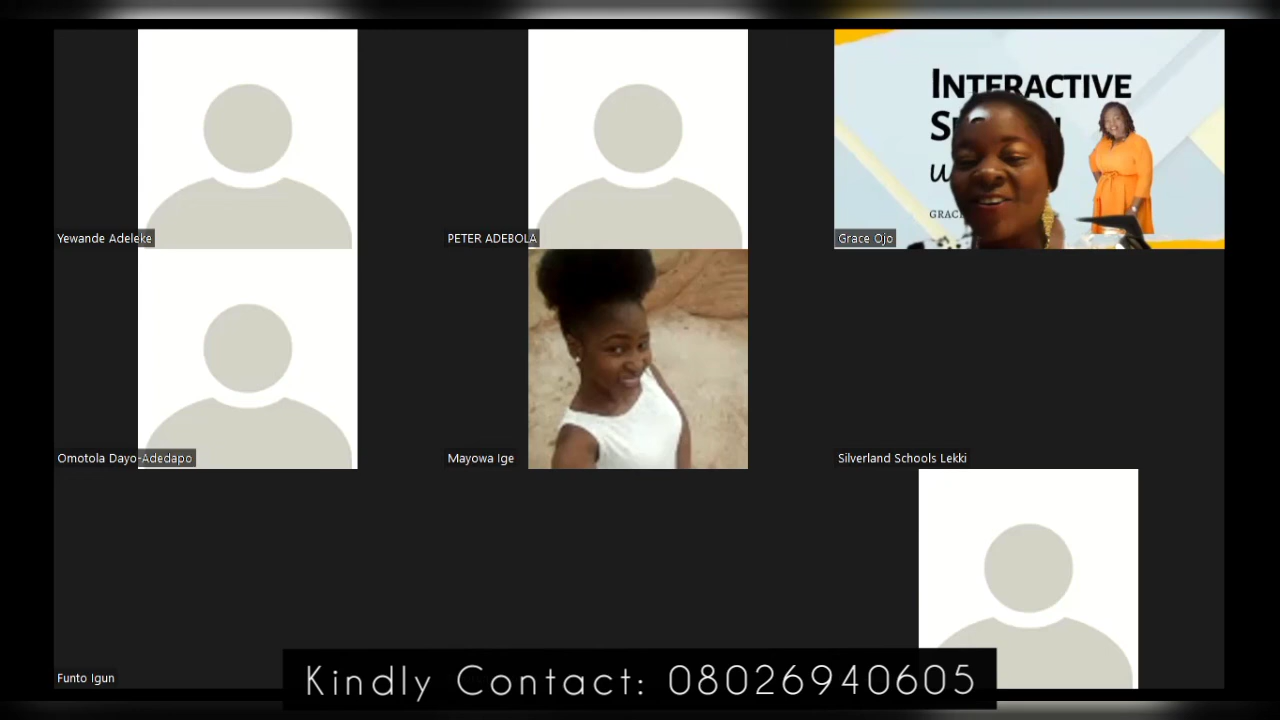 INTERACTIVE
Yewande Adeleke
PETER ADEBOLA
Grace Ojo
Omotola Dayo-Adedapo
Mayowa Ige
Silverland Schools Lekki
Funto Igun
Kindly Contact: 08026940605